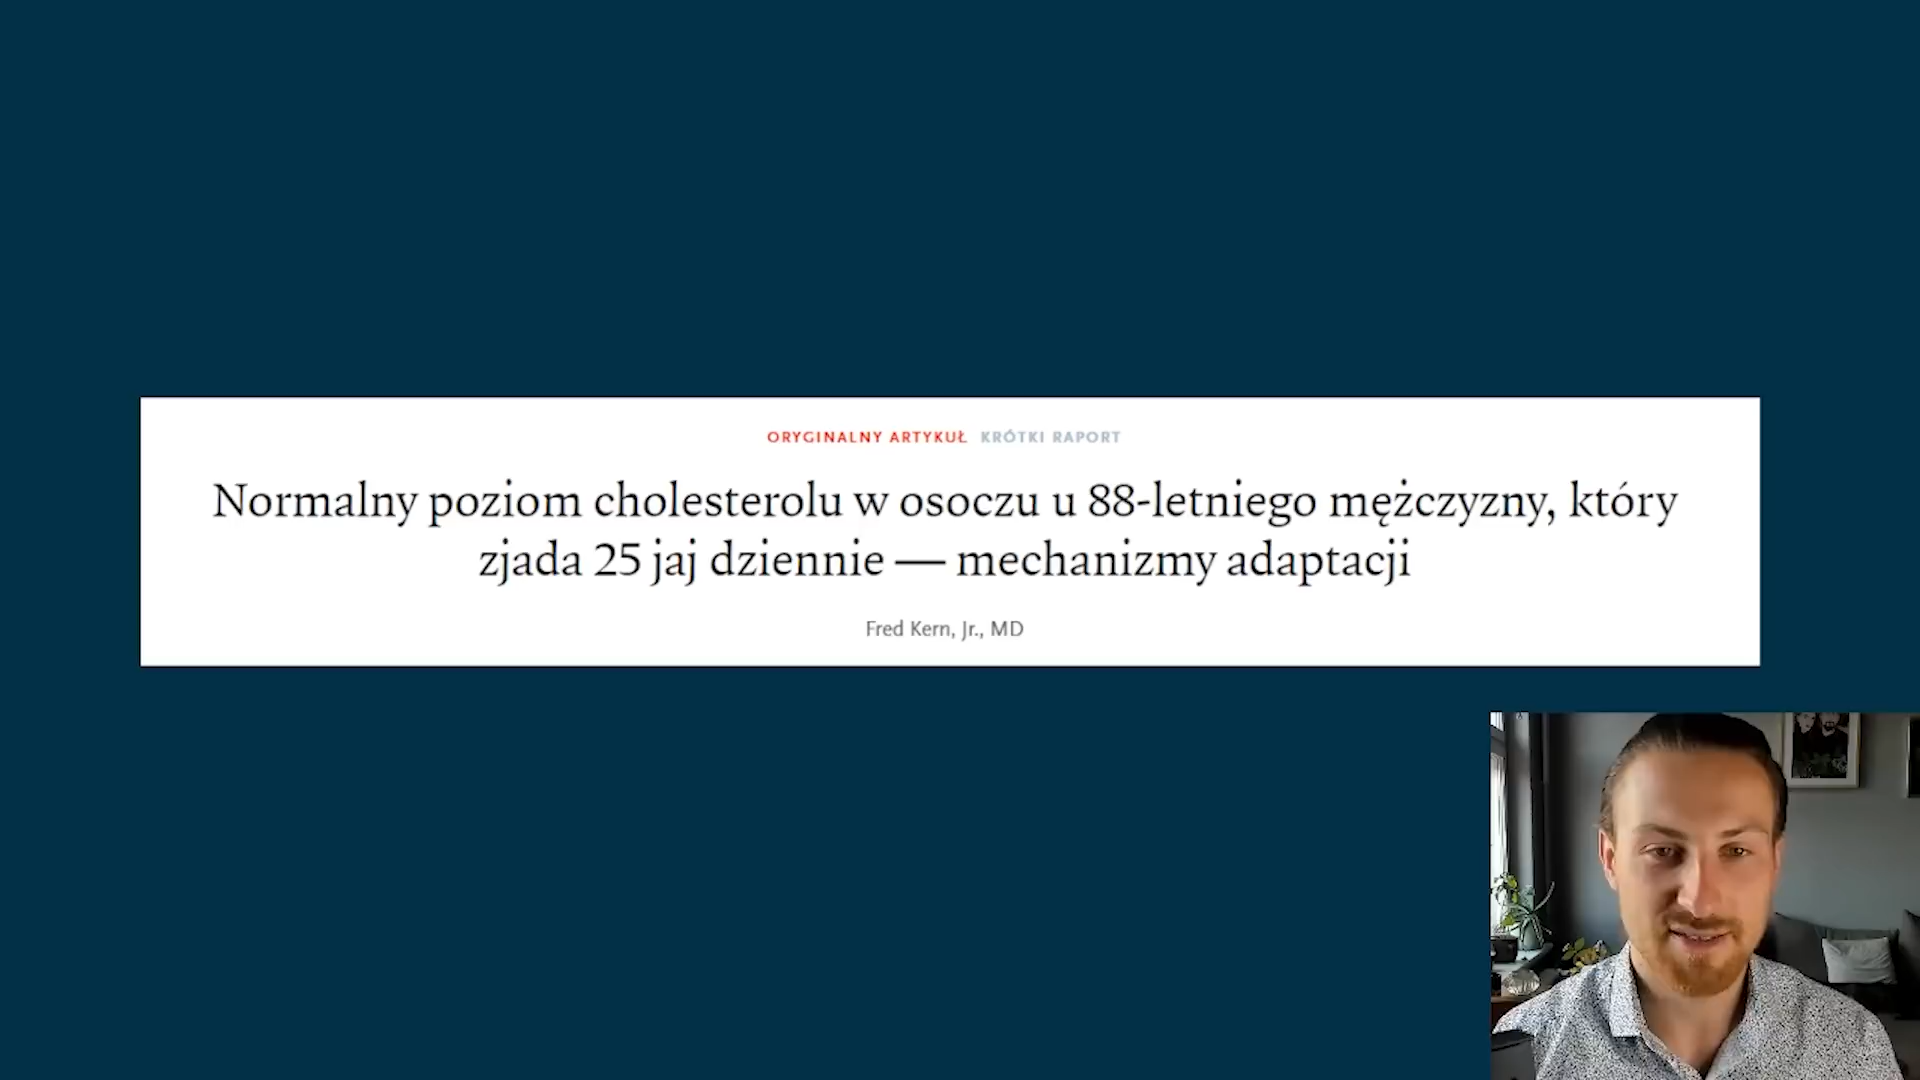 ORYGINALNY ARTYKUŁ KRÓTKI RAPORT
Normalny poziom cholesterolu w osoczu u 88-letniego mężczyzny, który
zjada 25 jaj dziennie — mechanizmy adaptacji
Fred Kern, Jr., MD